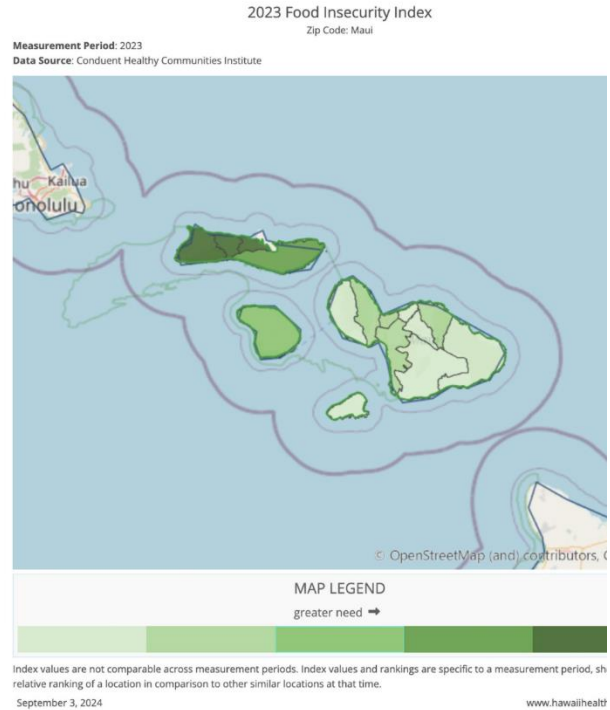 2023 Food Insecurity Index
Zip Code: Maui
Measurement Period: 2023
Data Source: Conduent Healthy Communities Institute
hu Kailua
onolulu
© OpenStreetMap (and) contributors, C
MAP LEGEND
greater need ➡
Index values are not comparable across measurement periods. Index values and rankings are specific to a measurement period, sh
relative ranking of a location in comparison to other similar locations at that time.
September 3, 2024 www.hawaiihealth